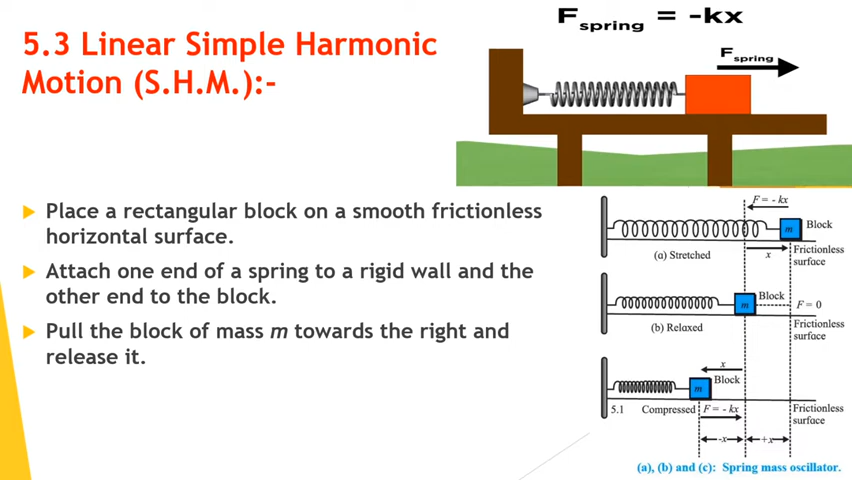 5.3 Linear Simple Harmonic
Motion (S.H.M.):-
Fspring = -kx
Fspring
Place a rectangular block on a smooth frictionless
horizontal surface.
Attach one end of a spring to a rigid wall and the
other end to the block.
Pull the block of mass m towards the right and
release it.
F = - kx
m
Block
Frictionless
surface
(a) Stretched
x
Block
m
F = 0
(b) Relaxed
Frictionless
surface
x
Block
m
5.1
Compressed
F = - kx
Frictionless
surface
-x
+x
(a), (b) and (c): Spring mass oscillator.